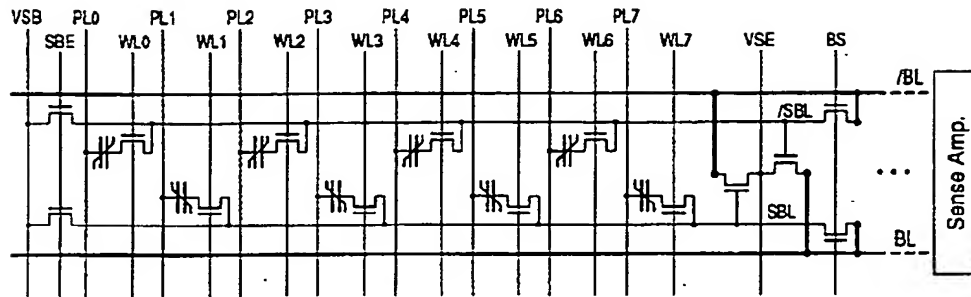 VSB PL0 PL1 PL2 PL3 PL4 PL5 PL6 PL7
SBE WL0 WL1 WL2 WL3 WL4 WL5 WL6 WL7 VSE BS
/BL
/SBL
SBL
BL
Sense Amp.